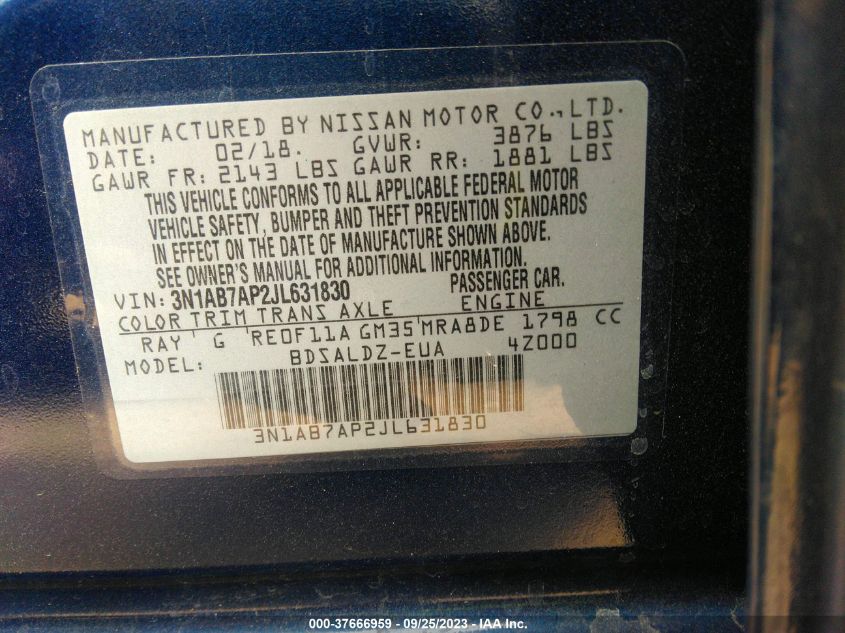 MANUFACTURED BY NISSAN MOTOR CO., LTD.
DATE: 02/18. GVWR: 3876 LBS
GAWR FR: 2143 LBS GAWR RR: 1881 LBS
THIS VEHICLE CONFORMS TO ALL APPLICABLE FEDERAL MOTOR
VEHICLE SAFETY, BUMPER AND THEFT PREVENTION STANDARDS
IN EFFECT ON THE DATE OF MANUFACTURE SHOWN ABOVE.
SEE OWNER'S MANUAL FOR ADDITIONAL INFORMATION.
VIN: 3N1AB7AP2JL631830 PASSENGER CAR.
COLOR TRIM TRANS AXLE ENGINE
RAY G RE0F11A GM35 MRA8DE 1798 CC
MODEL: BDSALDZ-EUA 4Z000
3N1AB7AP2JL631830
000-37666959 - 09/25/2023 - IAA Inc.